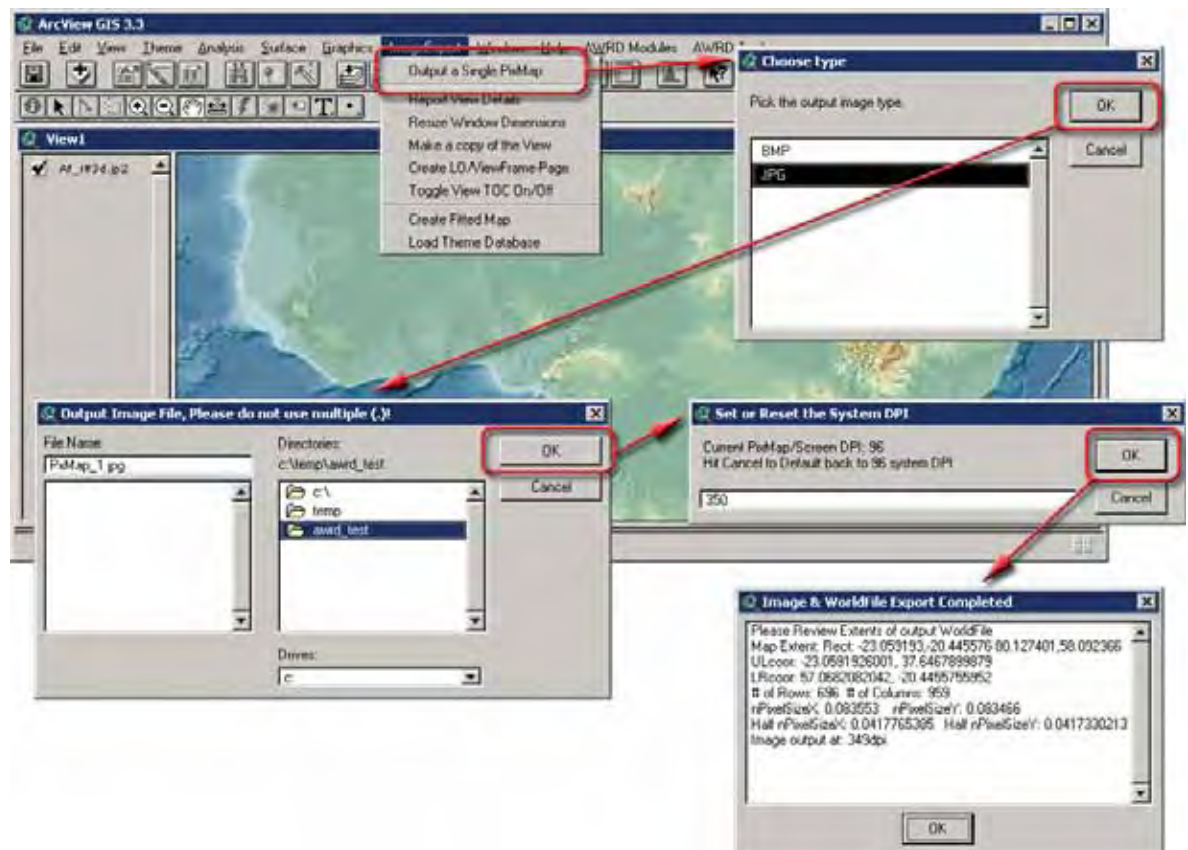 ArcView GIS 3.3
File Edit View Theme Analysis Surface Graphics Window Help AWRD Modules AWRD
Output a Single PixMap
Report View Details
Resize Window Dimensions
Make a copy of the View
Create LO/ViewFrame-Page
Toggle View TOC On/Off
Create Fitted Map
Load Theme Database
View1
Choose Type
Pick the output image type.
OK
Cancel
BMP
JPG
Output Image File, Please do not use multiple (.)!
File Name:
PixMap_1.jpg
Directories:
c:\temp\awrd_test
c:\
temp
awrd_test
OK
Cancel
Drives:
c:
Set or Reset the System DPI
Current PixMap/Screen DPI: 96
Hit Cancel to Default back to 96 system DPI
350
OK
Cancel
Image & WorldFile Export Completed
Please Review Extents of output WorldFile
Map Extent: Rect: -23.059193,-20.445576 80.127401,58.092366
ULcoor: -23.0591926001, 37.6467899879
LRcoor: 57.0682082042, -20.4455755952
# of Rows: 696 # of Columns: 959
nPixelSizeX: 0.083553 nPixelSizeY: 0.083466
Half nPixelSizeX: 0.0417765385 Half nPixelSizeY: 0.0417330213
Image output at: 349dpi
OK